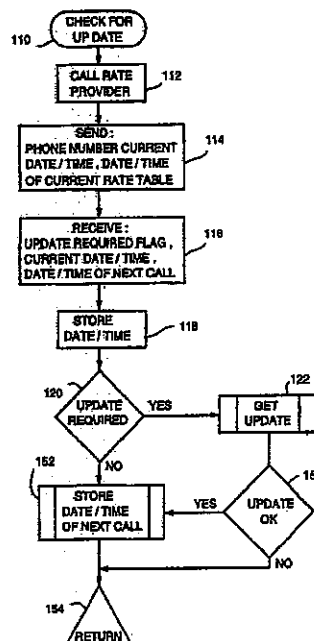 110
CHECK FOR
UP DATE
CALL RATE
PROVIDER
112
SEND:
PHONE NUMBER CURRENT
DATE / TIME, DATE / TIME
OF CURRENT RATE TABLE
114
RECEIVE:
UPDATE REQUIRED FLAG,
CURRENT DATE / TIME,
DATE / TIME OF NEXT CALL
116
STORE
DATE / TIME
118
120
UPDATE
REQUIRED
YES
122
GET
UPDATE
NO
152
STORE
DATE / TIME
OF NEXT CALL
YES
UPDATE
OK
NO
154
RETURN